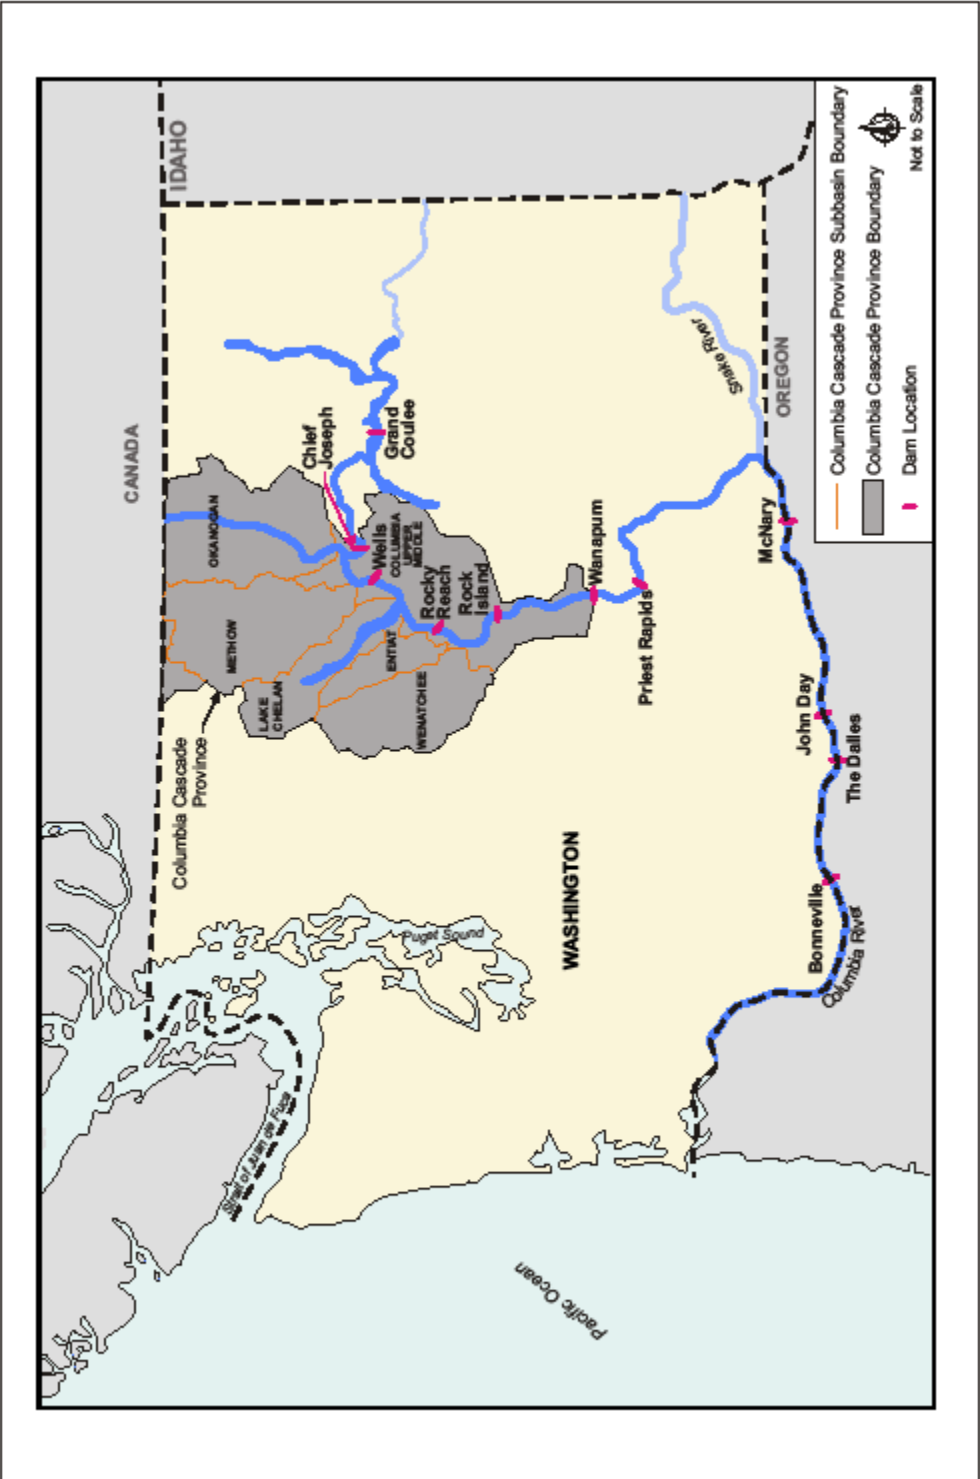 CANADA
IDAHO
OKANOGAN
METHOW
LAKE
CHELAN
ENTIAT
WENATCHEE
COLUMBIA
UPPER
MIDDLE
Columbia Cascade
Province
Chief
Joseph
Grand
Coulee
Wells
Rocky
Reach
Rock
Island
Wanapum
Priest Rapids
Snake River
Strait of Juan de Fuca
Puget Sound
WASHINGTON
Pacific Ocean
OREGON
McNary
John Day
The Dalles
Bonneville
Columbia River
Columbia Cascade Province Subbasin Boundary
Columbia Cascade Province Boundary
Dam Location
Not to Scale